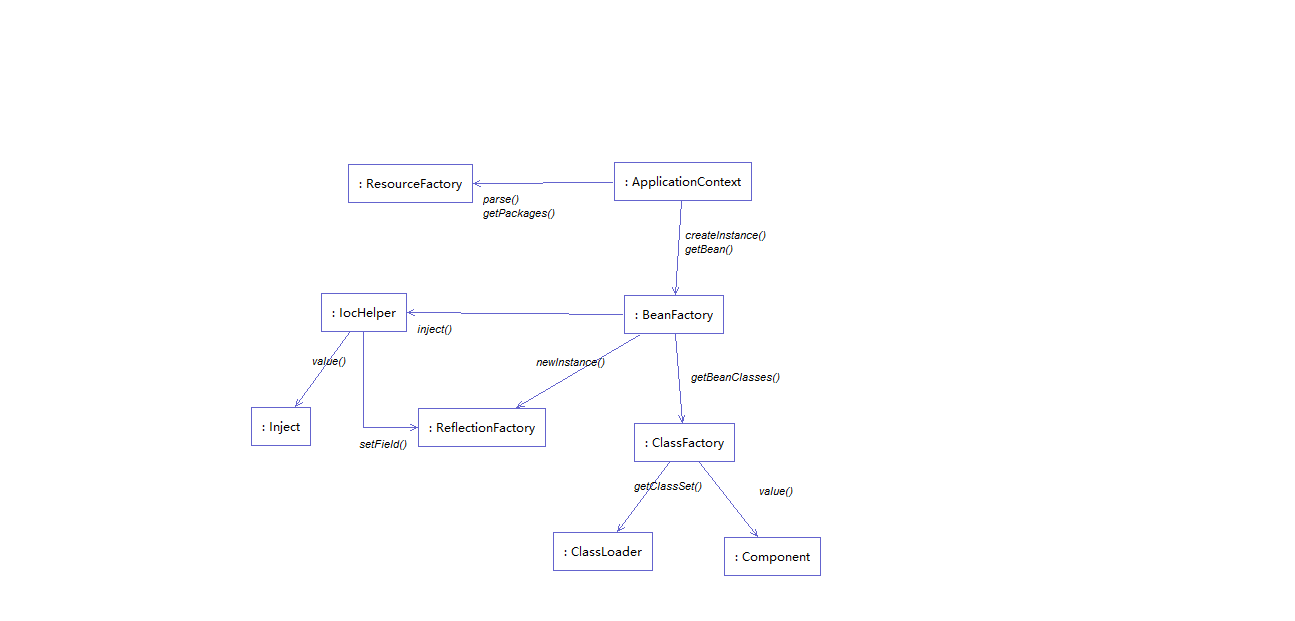 : ResourceFactory
: ApplicationContext
parse()
getPackages()
createInstance()
getBean()
: IocHelper
: BeanFactory
inject()
value()
newInstance()
getBeanClasses()
: Inject
: ReflectionFactory
setField()
: ClassFactory
getClassSet()
value()
: ClassLoader
: Component